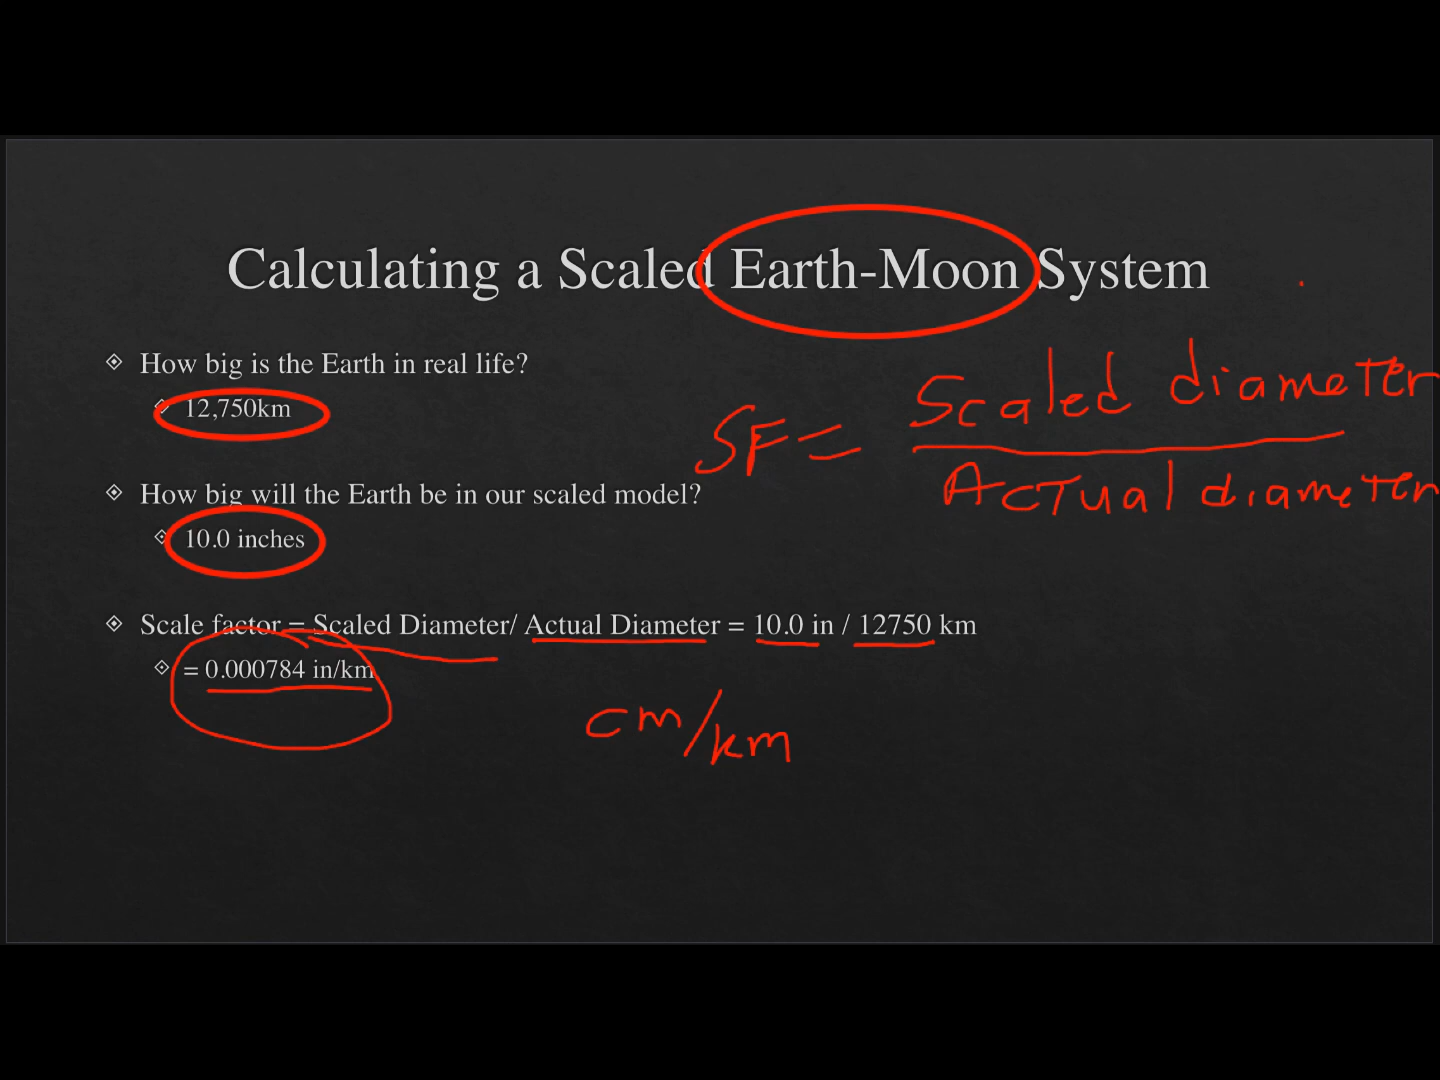 Calculating a Scaled Earth-Moon System
How big is the Earth in real life?
12,750km
How big will the Earth be in our scaled model?
10.0 inches
Scale factor = Scaled Diameter/ Actual Diameter = 10.0 in / 12750 km
= 0.000784 in/km
SF = Scaled diameter
Actual diameter
cm/km